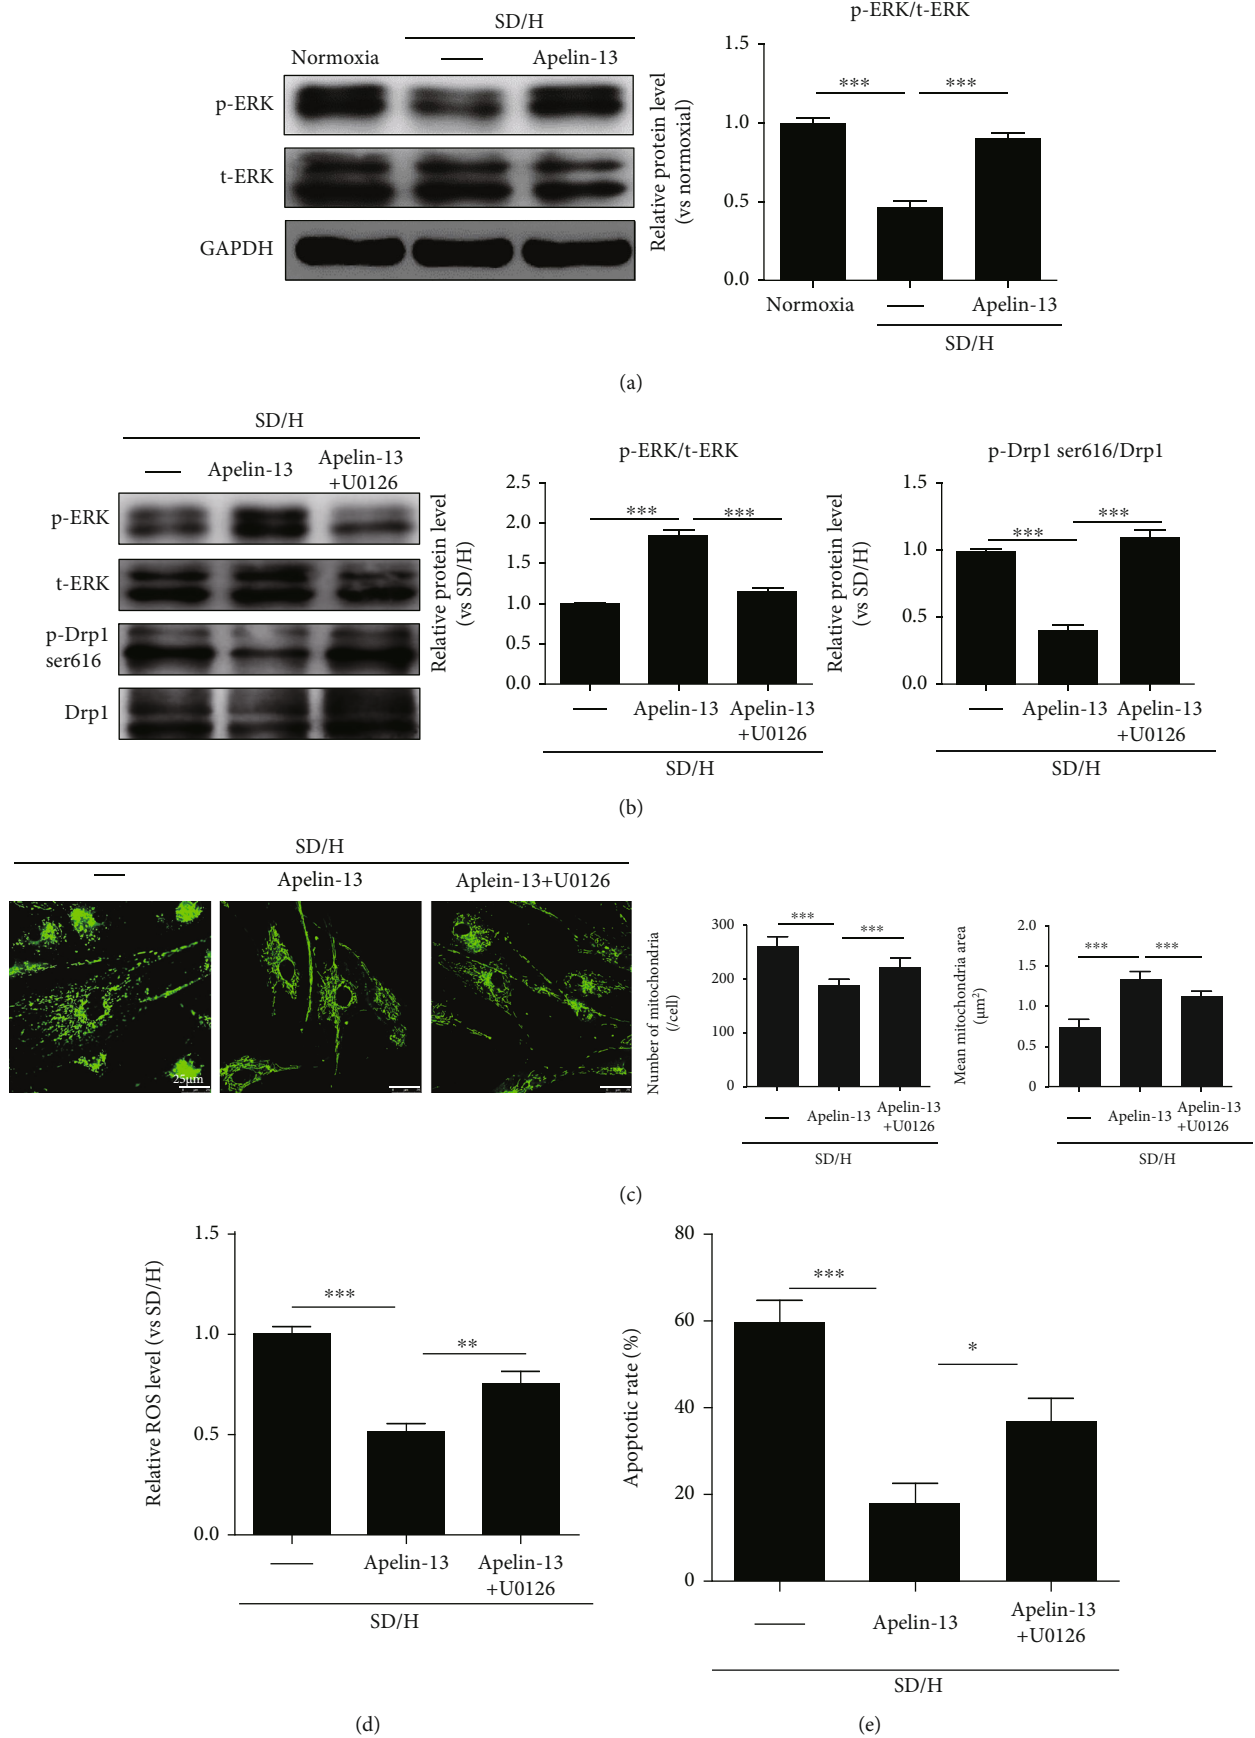 SD/H
Normoxia
Apelin-13
p-ERK
t-ERK
GAPDH
p-ERK/t-ERK
Relative protein level
(vs normoxial)
1.5
1.0
0.5
0.0
***
***
Normoxia
Apelin-13
SD/H
(a)
SD/H
Apelin-13
Apelin-13
+U0126
p-ERK
t-ERK
p-Drp1
ser616
Drp1
p-ERK/t-ERK
Relative protein level
(vs SD/H)
2.5
2.0
1.5
1.0
0.5
0.0
***
***
Apelin-13
Apelin-13
+U0126
SD/H
p-Drp1 ser616/Drp1
Relative protein level
(vs SD/H)
1.5
1.0
0.5
0.0
***
***
Apelin-13
Apelin-13
+U0126
SD/H
(b)
SD/H
Apelin-13
Aplein-13+U0126
25μm
Number of mitochondria
(/cell)
300
200
100
0
***
***
Apelin-13
Apelin-13
+U0126
SD/H
Mean mitochondria area
(μm²)
2.0
1.5
1.0
0.5
0
***
***
Apelin-13
Apelin-13
+U0126
SD/H
(c)
Relative ROS level (vs SD/H)
1.5
1.0
0.5
0.0
***
**
Apelin-13
Apelin-13
+U0126
SD/H
(d)
Apoptotic rate (%)
80
60
40
20
0
***
*
Apelin-13
Apelin-13
+U0126
SD/H
(e)